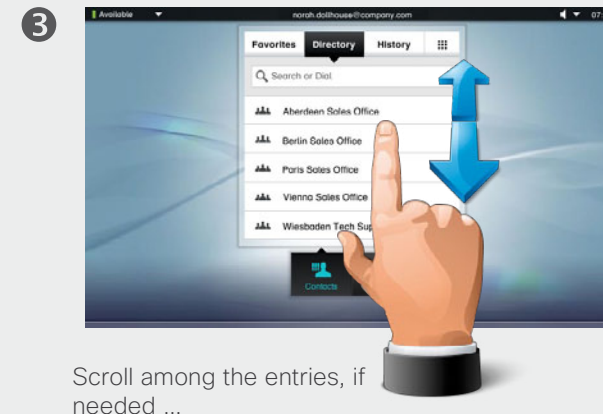 3
Available norah.dollhouse@company.com 07:
Favorites Directory History
Search or Dial
Aberdeen Sales Office
Berlin Sales Office
Paris Sales Office
Vienna Sales Office
Wiesbaden Tech Sup
Contacts
Scroll among the entries, if
needed ...